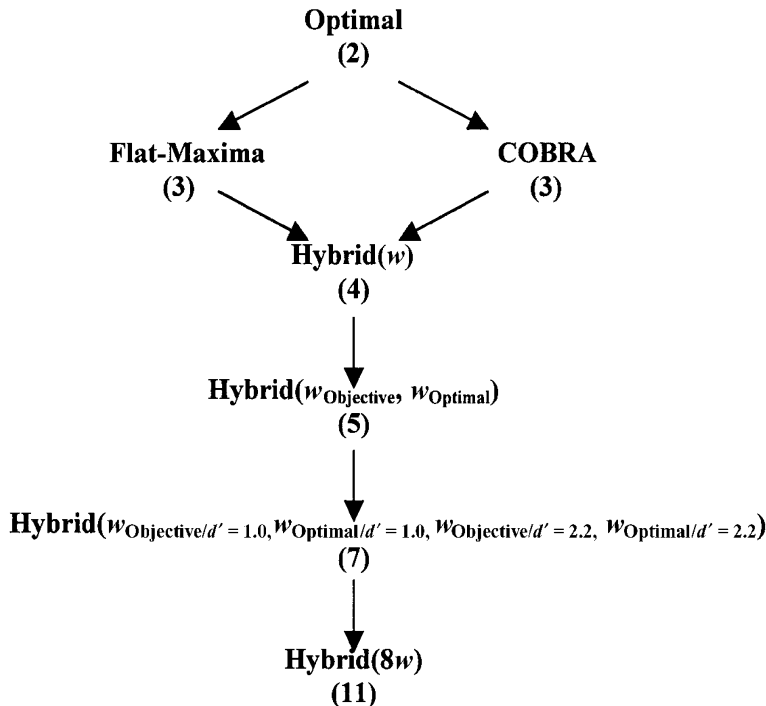 Optimal
(2)
Flat-Maxima
(3)
COBRA
(3)
Hybrid(w)
(4)
Hybrid(wObjective, wOptimal)
(5)
Hybrid(wObjective/d′ = 1.0, wOptimal/d′ = 1.0, wObjective/d′ = 2.2, wOptimal/d′ = 2.2)
(7)
Hybrid(8w)
(11)